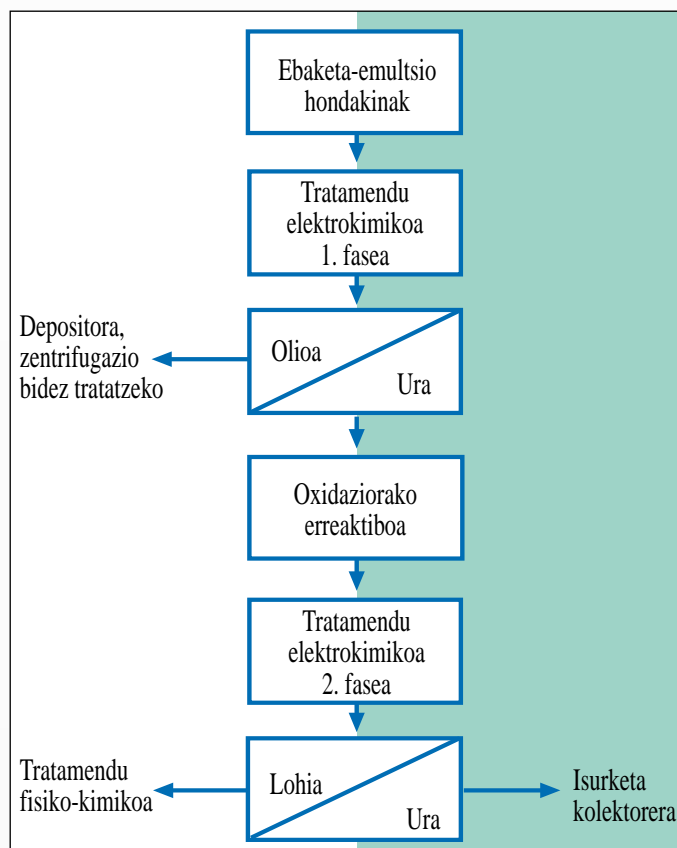 Ebaketa-emultsio
hondakinak
Tratamendu
elektrokimikoa
1. fasea
Depositora,
zentrifugazio
bidez tratatzeko
Olioa
Ura
Oxidaziorako
erreaktiboa
Tratamendu
elektrokimikoa
2. fasea
Tratamendu
fisiko-kimikoa
Lohia
Ura
Isurketa
kolektorera